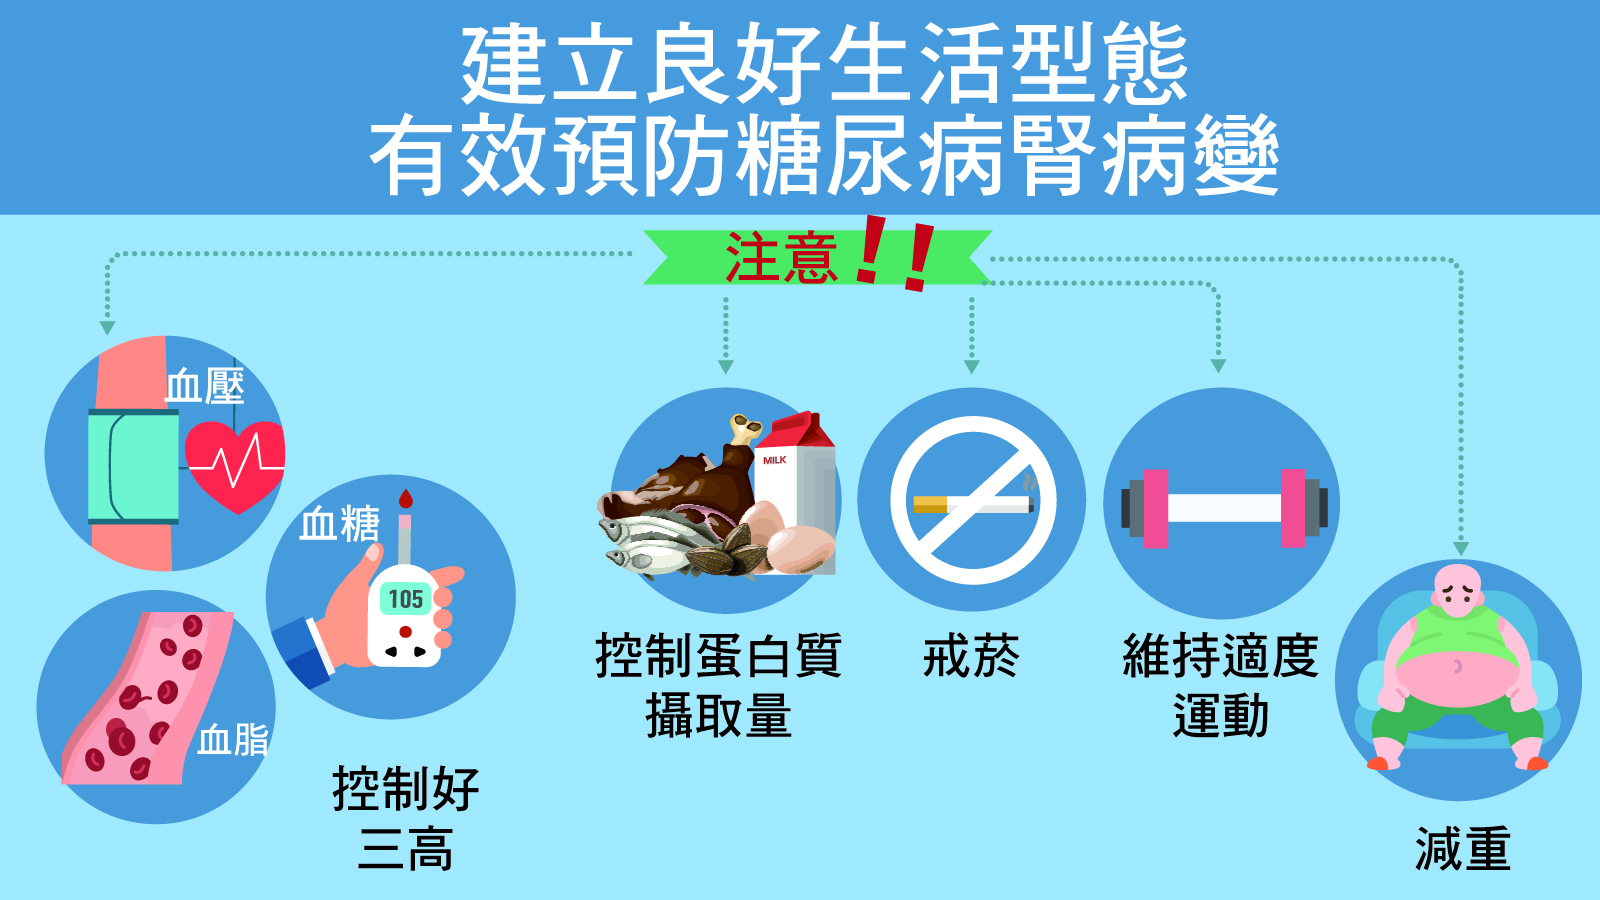 建立良好生活型態
有效預防糖尿病腎病變
注意!!
血壓
血糖
105
血脂
控制好
三高
MILK
控制蛋白質
攝取量
戒菸
維持適度
運動
減重